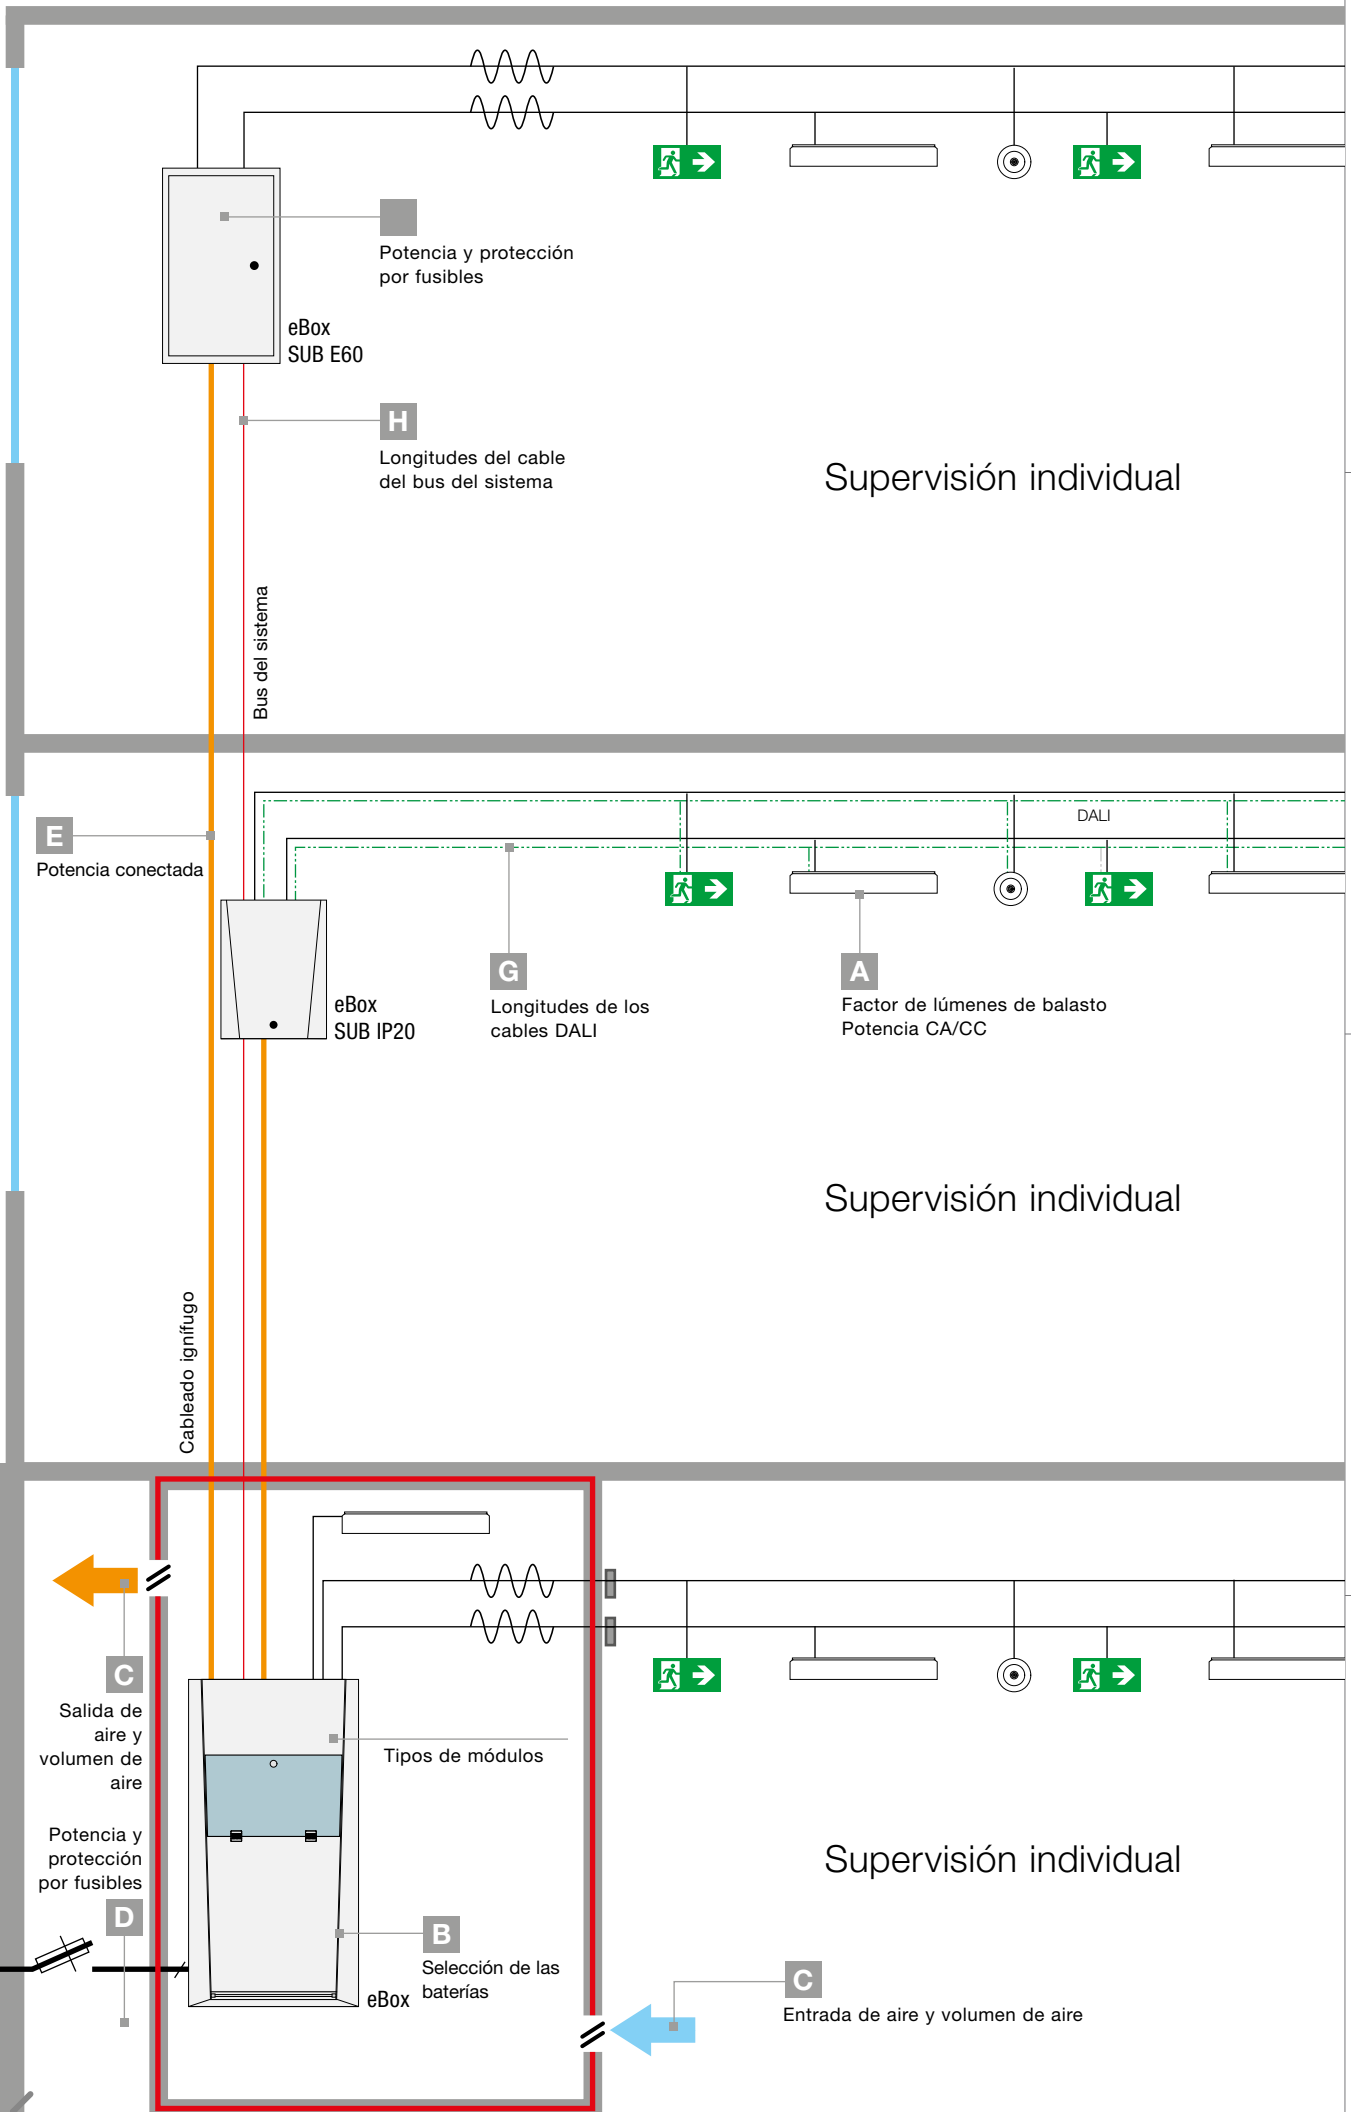 Potencia y protección
por fusibles
eBox
SUB E60
H
Longitudes del cable
del bus del sistema
Supervisión individual
Bus del sistema
DALI
E
Potencia conectada
G
Longitudes de los
cables DALI
A
Factor de lúmenes de balasto
Potencia CA/CC
eBox
SUB IP20
Supervisión individual
Cableado ignífugo
C
Salida de
aire y
volumen de
aire
Tipos de módulos
Potencia y
protección
por fusibles
D
Supervisión individual
B
Selección de las
baterías
eBox
C
Entrada de aire y volumen de aire